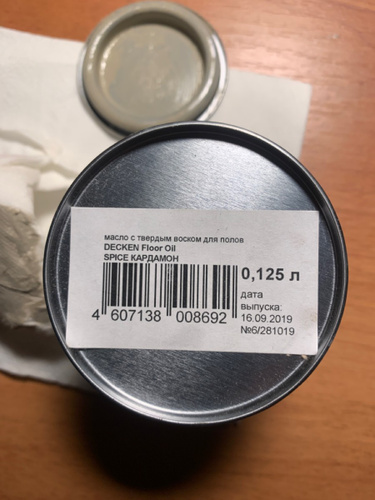 масло с твердым воском для полов
DECKEN Floor Oil
SPICE КАРДАМОН
0,125 л
дата
выпуска:
16.09.2019
№6/281019
4 607138 008692